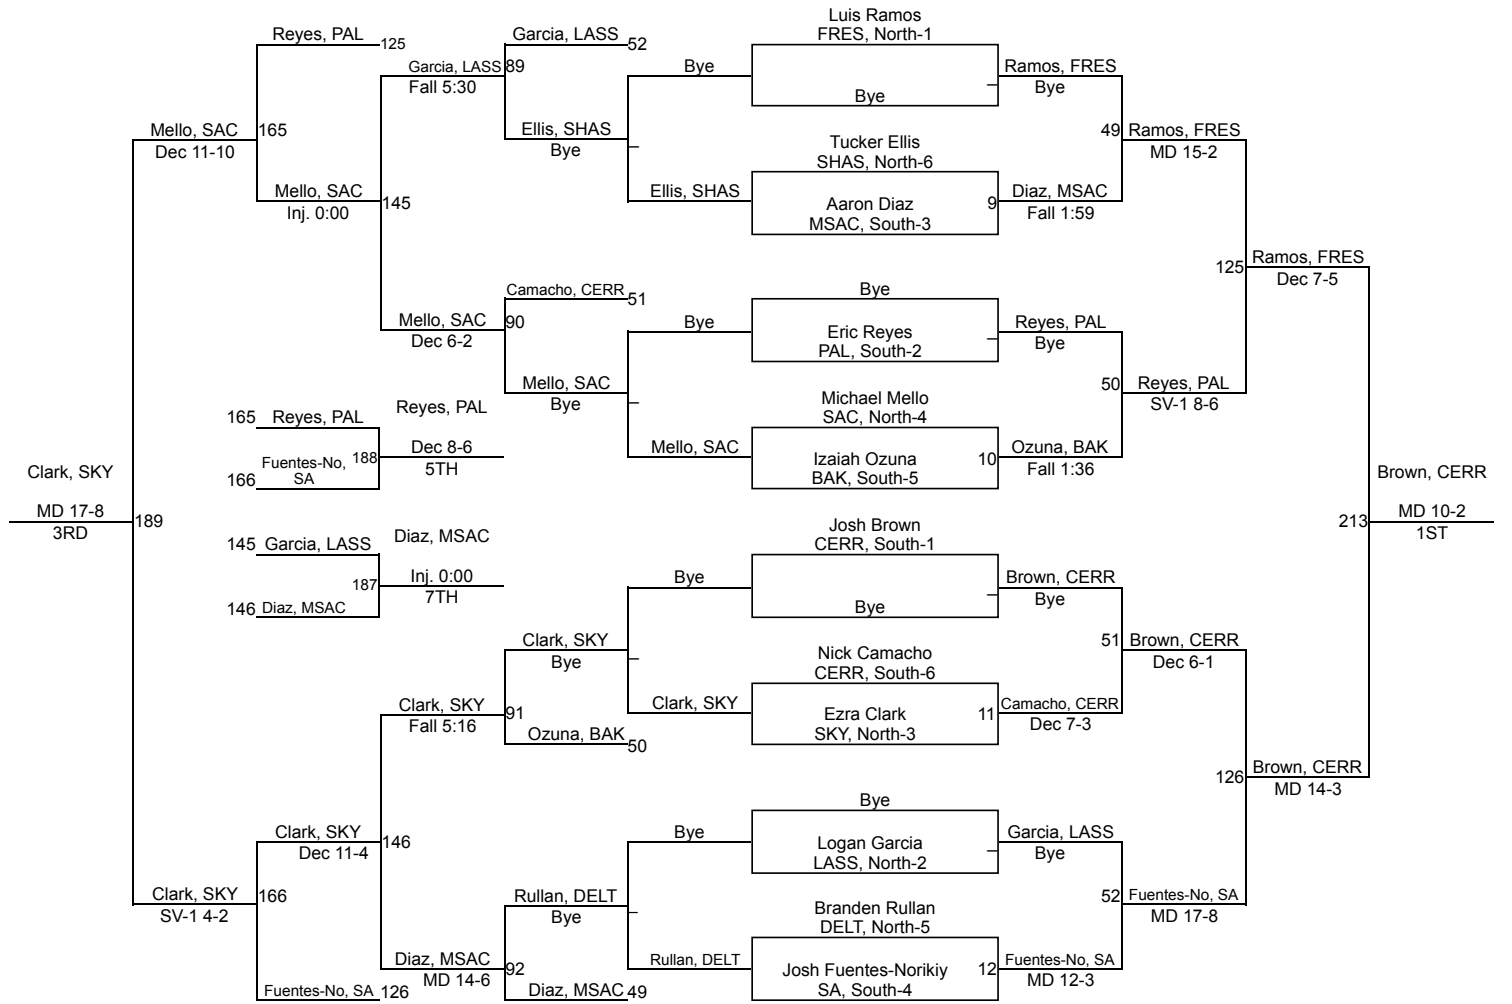 Luis Ramos
FRES, North-1
Reyes, PAL
125
Garcia, LASS
52
Garcia, LASS
89
Fall 5:30
Bye
Bye
Ramos, FRES
Bye
Mello, SAC
165
Dec 11-10
Ellis, SHAS
Bye
49
Ramos, FRES
MD 15-2
Tucker Ellis
SHAS, North-6
Mello, SAC
Inj. 0:00
145
Ellis, SHAS
Aaron Diaz
MSAC, South-3
9
Diaz, MSAC
Fall 1:59
125
Ramos, FRES
Dec 7-5
Camacho, CERR
51
Bye
Mello, SAC
90
Dec 6-2
Bye
Eric Reyes
PAL, South-2
Reyes, PAL
Bye
Mello, SAC
Bye
50
Reyes, PAL
SV-1 8-6
Michael Mello
SAC, North-4
165
Reyes, PAL
Reyes, PAL
Mello, SAC
Izaiah Ozuna
BAK, South-5
10
Ozuna, BAK
Fall 1:36
Dec 8-6
188
5TH
166
Fuentes-No,
SA
Clark, SKY
MD 17-8
3RD
189
Brown, CERR
213
MD 10-2
1ST
Josh Brown
CERR, South-1
145
Garcia, LASS
Diaz, MSAC
187
Inj. 0:00
7TH
146
Diaz, MSAC
Bye
Bye
Brown, CERR
Bye
Clark, SKY
Bye
51
Brown, CERR
Dec 6-1
Nick Camacho
CERR, South-6
Clark, SKY
91
Fall 5:16
Clark, SKY
Ezra Clark
SKY, North-3
11
Camacho, CERR
Dec 7-3
Ozuna, BAK
50
126
Brown, CERR
MD 14-3
Bye
Clark, SKY
146
Dec 11-4
Bye
Logan Garcia
LASS, North-2
Garcia, LASS
Bye
Clark, SKY
166
SV-1 4-2
Rullan, DELT
Bye
52
Fuentes-No, SA
MD 17-8
Branden Rullan
DELT, North-5
Diaz, MSAC
92
MD 14-6
Rullan, DELT
Josh Fuentes-Norikiy
SA, South-4
12
Fuentes-No, SA
MD 12-3
Fuentes-No, SA
126
Diaz, MSAC
49